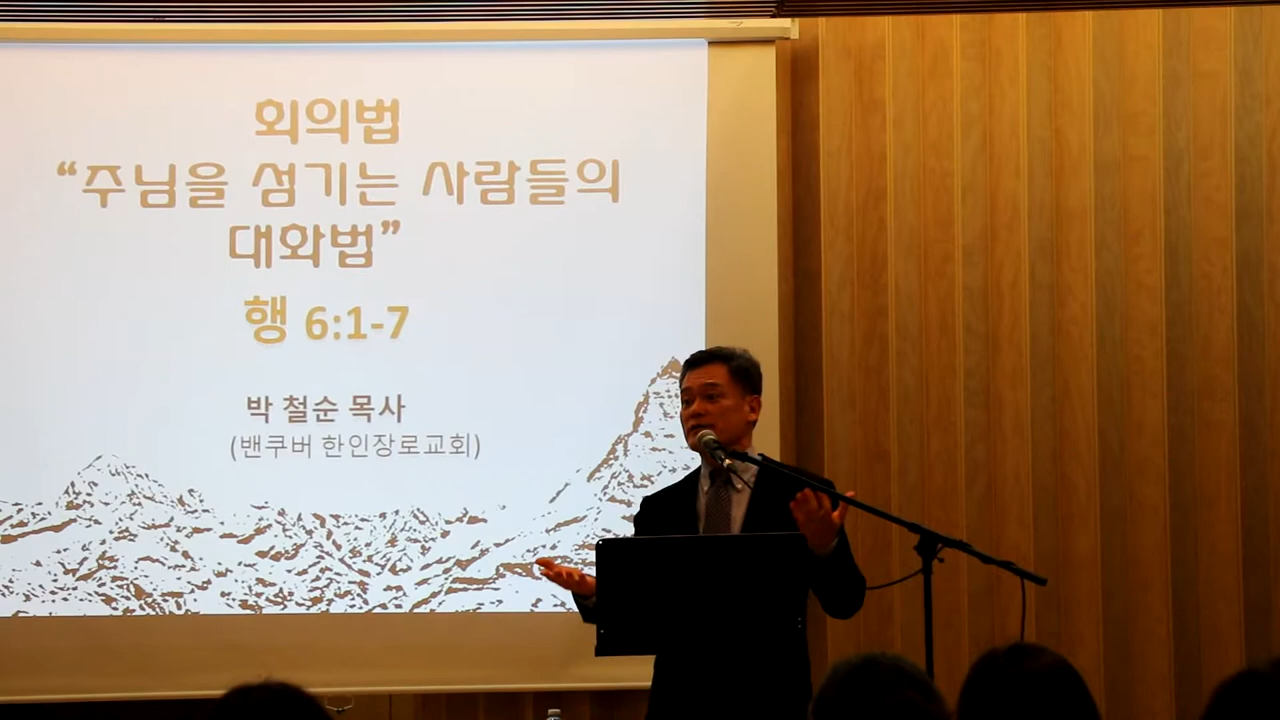 회의법
“주님을 섬기는 사람들의
대화법”
행 6:1-7
박 철순 목사
(밴쿠버 한인장로교회)